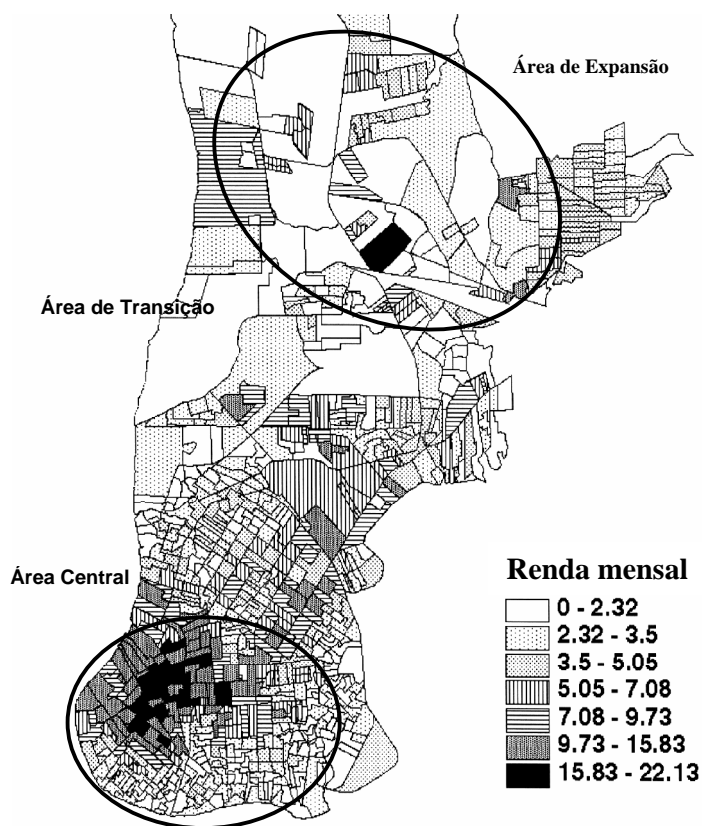 Área de Expansão
Área de Transição
Área Central
Renda mensal
0 - 2.32
2.32 - 3.5
3.5 - 5.05
5.05 - 7.08
7.08 - 9.73
9.73 - 15.83
15.83 - 22.13